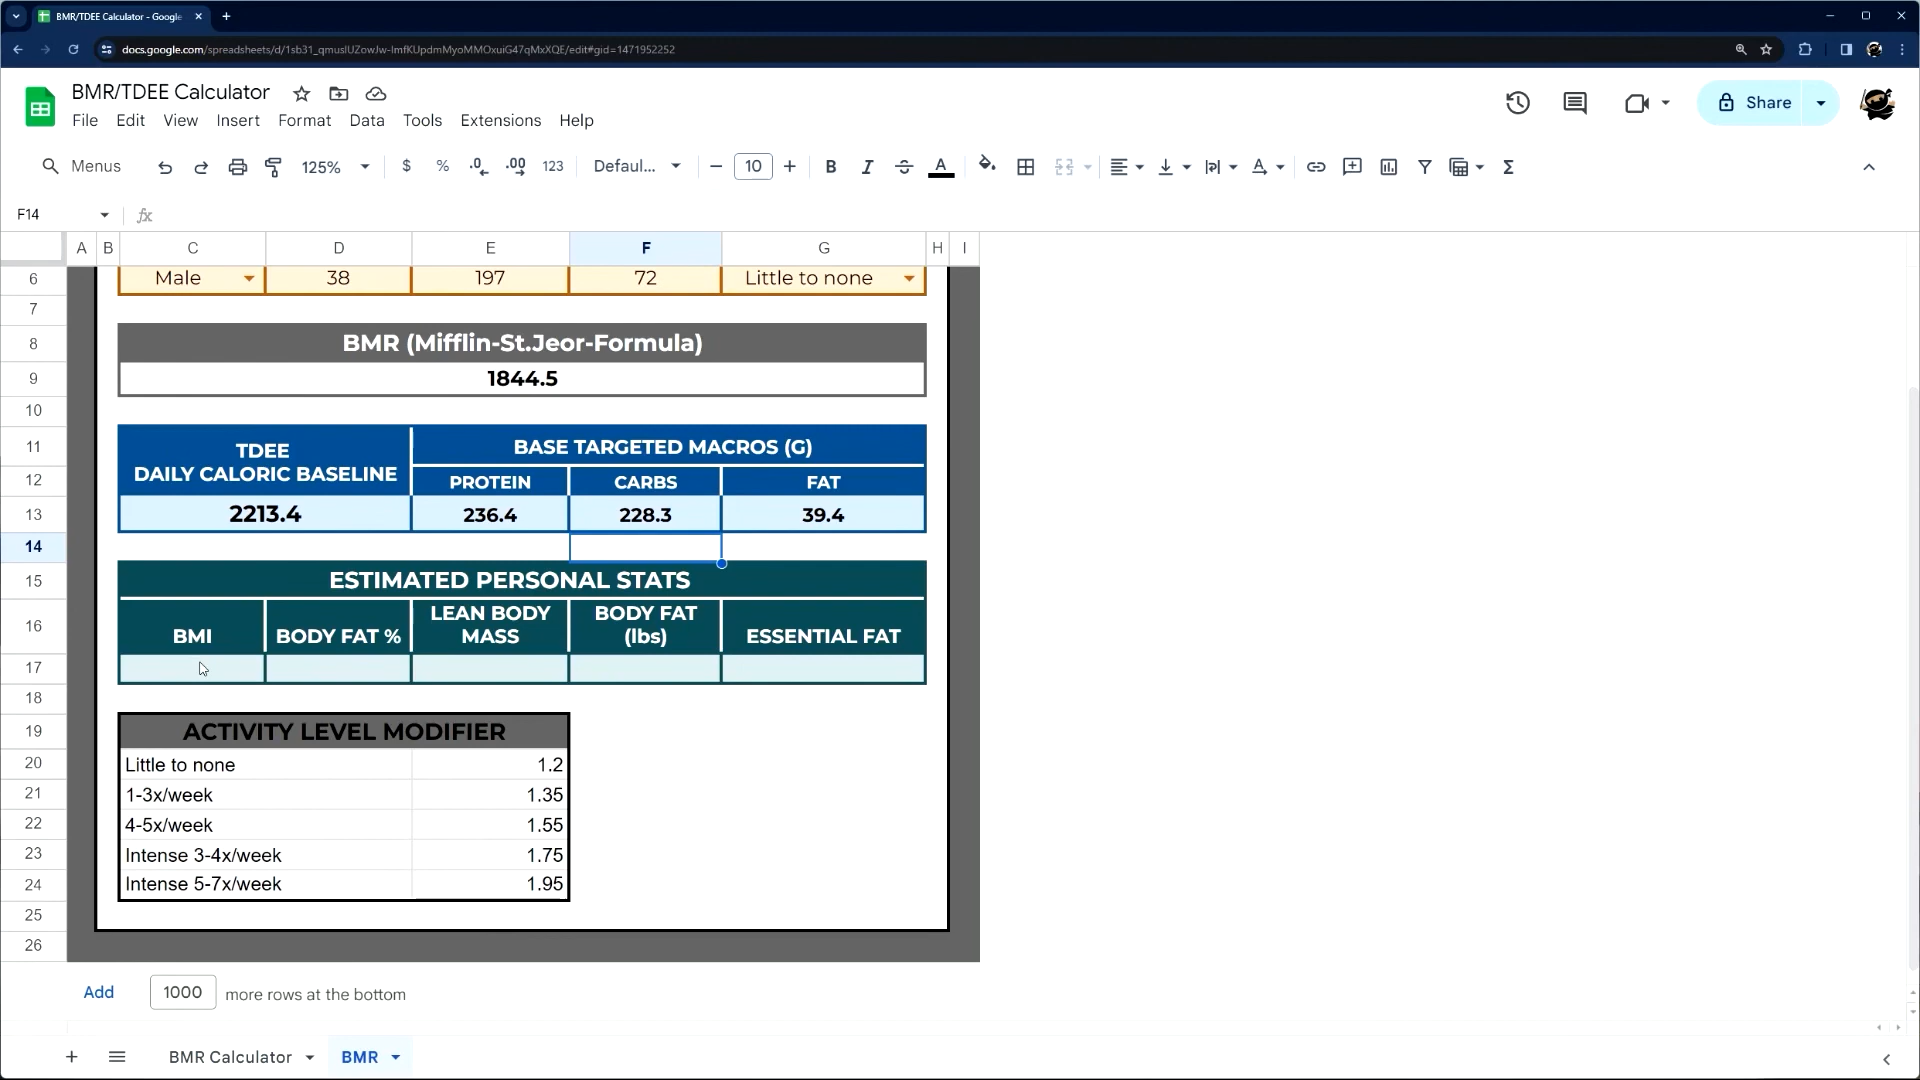 BMR/TDEE Calculator - Google
docs.google.com/spreadsheets/d/1sb31_qmuslUZowJw-ImfKUpdmMyoMMOxuiG47qMxXQE/edit#gid=1471952252
BMR/TDEE Calculator
File Edit View Insert Format Data Tools Extensions Help
Share
Menus 125% $ % .0 .00 123 Defaul... 10 B I A
F14 fx
A B C D E F G H I
6 Male 38 197 72 Little to none
7
8 BMR (Mifflin-St.Jeor-Formula)
9 1844.5
10
11 TDEE BASE TARGETED MACROS (G)
DAILY CALORIC BASELINE
12 PROTEIN CARBS FAT
13 2213.4 236.4 228.3 39.4
14
15 ESTIMATED PERSONAL STATS
16 BMI BODY FAT % LEAN BODY MASS BODY FAT (lbs) ESSENTIAL FAT
17
18
19 ACTIVITY LEVEL MODIFIER
20 Little to none 1.2
21 1-3x/week 1.35
22 4-5x/week 1.55
23 Intense 3-4x/week 1.75
24 Intense 5-7x/week 1.95
25
26
Add 1000 more rows at the bottom
BMR Calculator BMR